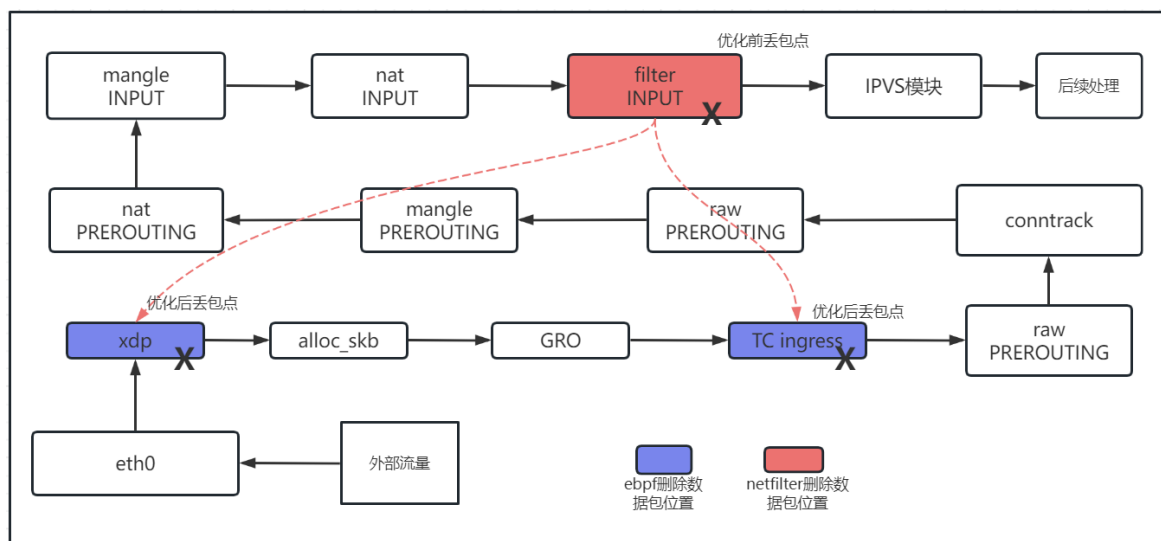 优化前丢包点
mangle
INPUT
nat
INPUT
filter
INPUT
X
IPVS模块
后续处理
nat
PREROUTING
mangle
PREROUTING
raw
PREROUTING
conntrack
优化后丢包点
优化后丢包点
xdp
X
alloc_skb
GRO
TC ingress
X
raw
PREROUTING
eth0
外部流量
ebpf删除数
据包位置
netfilter删除数
据包位置